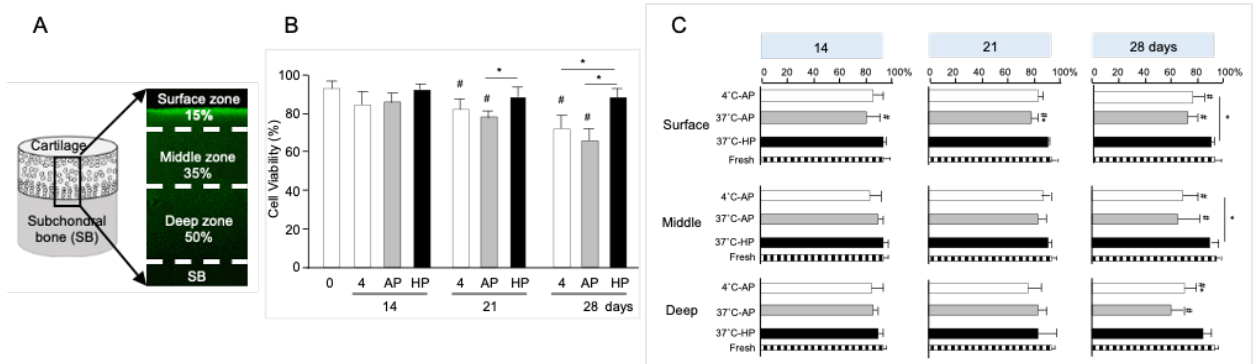 A
Surface zone
15%
Middle zone
35%
Deep zone
50%
SB
Cartilage
Subchondral
bone (SB)
B
Cell Viability (%)
100
80
60
40
20
0
# # * # # * *
0 4 AP HP 4 AP HP 4 AP HP
14 21 28 days
C
14 21 28 days
0 20 40 60 80 100% 0 20 40 60 80 100% 0 20 40 60 80 100%
Surface
4°C-AP #
37°C-AP # #
37°C-HP *
Fresh
Middle
4°C-AP #
37°C-AP # *
37°C-HP
Fresh
Deep
4°C-AP
37°C-AP #
37°C-HP
Fresh